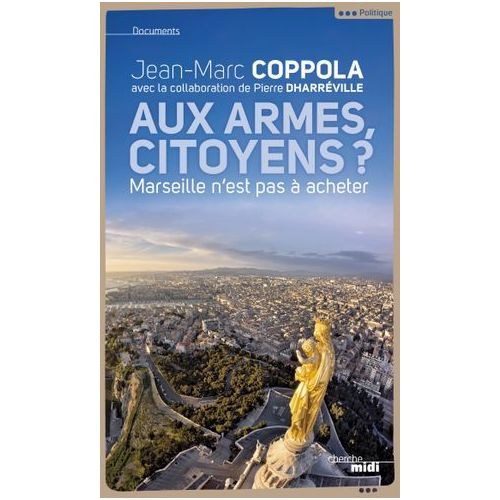 Politique
Documents
Jean-Marc COPPOLA
avec la collaboration de Pierre DHARRÉVILLE
AUX ARMES,
CITOYENS ?
Marseille n'est pas à acheter
cherche
midi